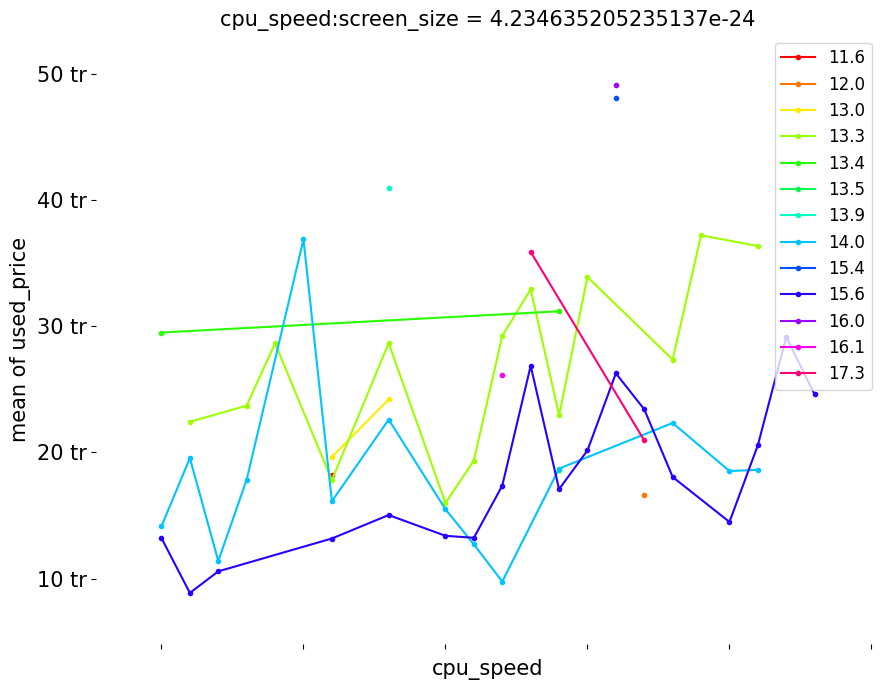 cpu_speed:screen_size = 4.234635205235137e-24
50 tr
40 tr
30 tr
20 tr
10 tr
mean of used_price
cpu_speed
11.6
12.0
13.0
13.3
13.4
13.5
13.9
14.0
15.4
15.6
16.0
16.1
17.3